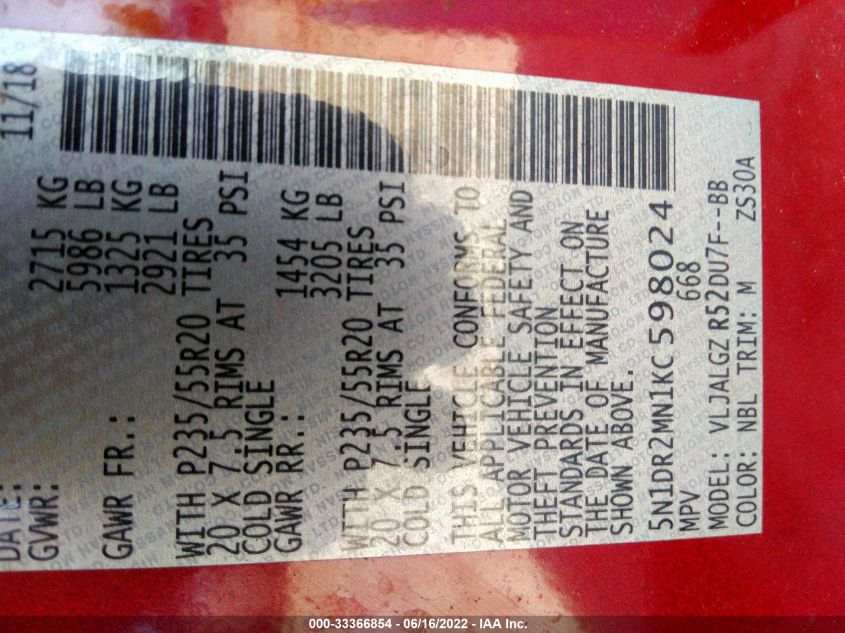 DATE: 11/18
GVWR: 2715 KG
5986 LB
GAWR FR.: 1325 KG
2921 LB
WITH P235/55R20 TIRES
20 X 7.5 RIMS AT 35 PSI
COLD SINGLE
GAWR RR.: 1454 KG
3205 LB
WITH P235/55R20 TIRES
20 X 7.5 RIMS AT 35 PSI
COLD SINGLE
THIS VEHICLE CONFORMS TO
ALL APPLICABLE FEDERAL
MOTOR VEHICLE SAFETY AND
THEFT PREVENTION
STANDARDS IN EFFECT ON
THE DATE OF MANUFACTURE
SHOWN ABOVE.
5N1DR2MN1KC598024
MPV 668
MODEL: VLJALGZ R52DU7F--BB
COLOR: NBL TRIM: M ZS30A
000-33366854 - 06/16/2022 - IAA Inc.